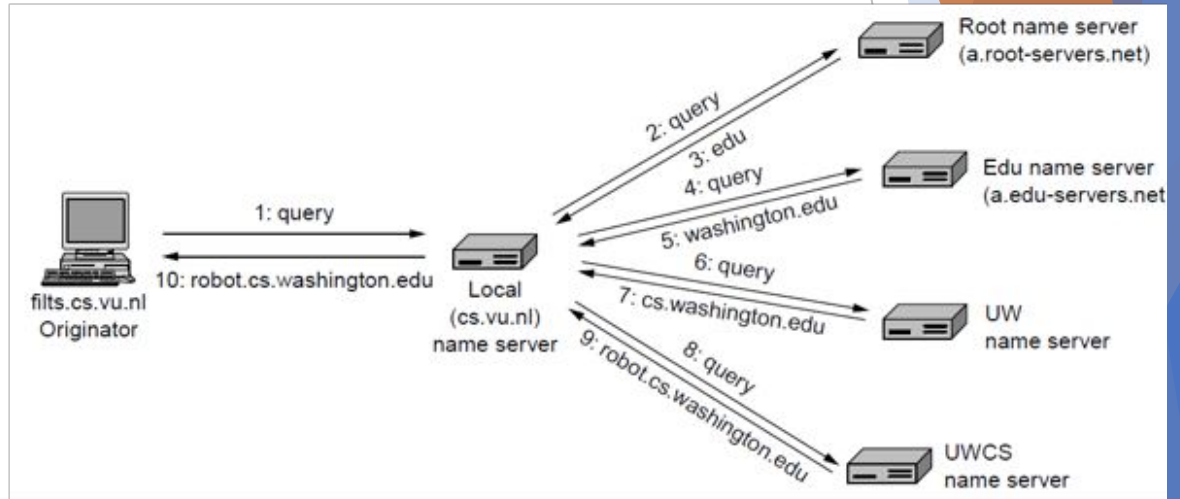 Root name server
(a.root-servers.net)
2: query
3: edu
Edu name server
(a.edu-servers.net
4: query
5: washington.edu
1: query
10: robot.cs.washington.edu
filts.cs.vu.nl
Originator
Local
(cs.vu.nl)
name server
6: query
7: cs.washington.edu
UW
name server
8: query
9: robot.cs.washington.edu
UWCS
name server